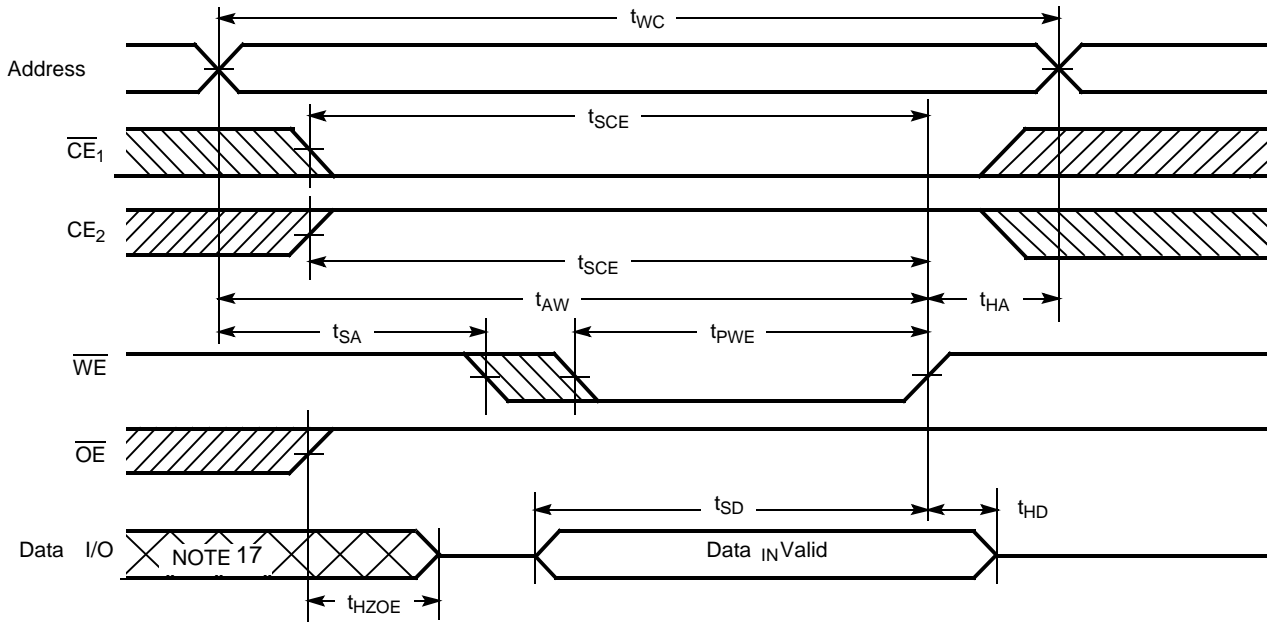 tWC
Address
tSCE
CE1
CE2
tSCE
tAW
tHA
tSA
tPWE
WE
OE
tSD
tHD
Data I/O
NOTE 17
Data IN Valid
tHZOE